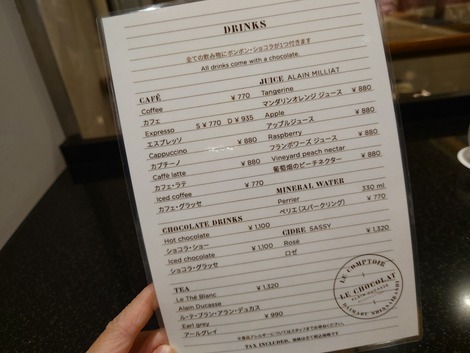 DRINKS
全ての飲み物にボンボン・ショコラが1つ付きます
All drinks come with a chocolate.
CAFÉ
Coffee ¥770
カフェ
Expresso S ¥770 D ¥935
エスプレッソ
Cappuccino ¥880
カプチーノ
Caffè latte ¥880
カフェ・ラテ
Iced coffee ¥770
カフェ・グラッセ
CHOCOLATE DRINKS
Hot chocolate ¥1,100
ショコラ・ショー
Iced chocolate ¥1,100
ショコラ・グラッセ
TEA
Le Thé Blanc ¥1,320
Alain Ducasse
ル・テ・ブラン・アラン・デュカス
Earl grey ¥990
アールグレイ
JUICE ALAIN MILLIAT
Tangerine ¥880
マンダリンオレンジ ジュース
Apple ¥880
アップルジュース
Raspberry ¥880
フランボワーズ ジュース
Vineyard peach nectar ¥880
葡萄畑のピーチネクター
MINERAL WATER
Perrier 330 ml
ペリエ(スパークリング) ¥770
CIDRE SASSY
Rosé ¥1,320
ロゼ
LE COMPTOIR
LE CHOCOLAT
ALAIN DUCASSE
TAX INCLUDED.